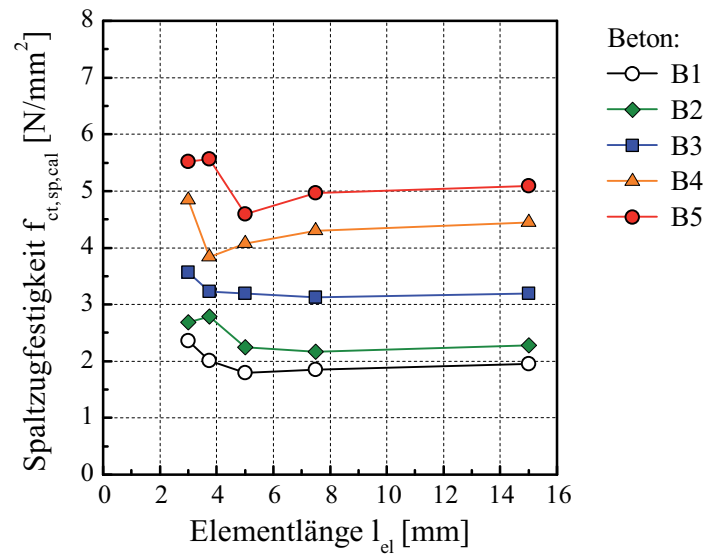 Spaltzugfestigkeit f_ct,sp,cal [N/mm²]
8
7
6
5
4
3
2
1
0
0 2 4 6 8 10 12 14 16
Elementlänge l_el [mm]
Beton:
B1
B2
B3
B4
B5